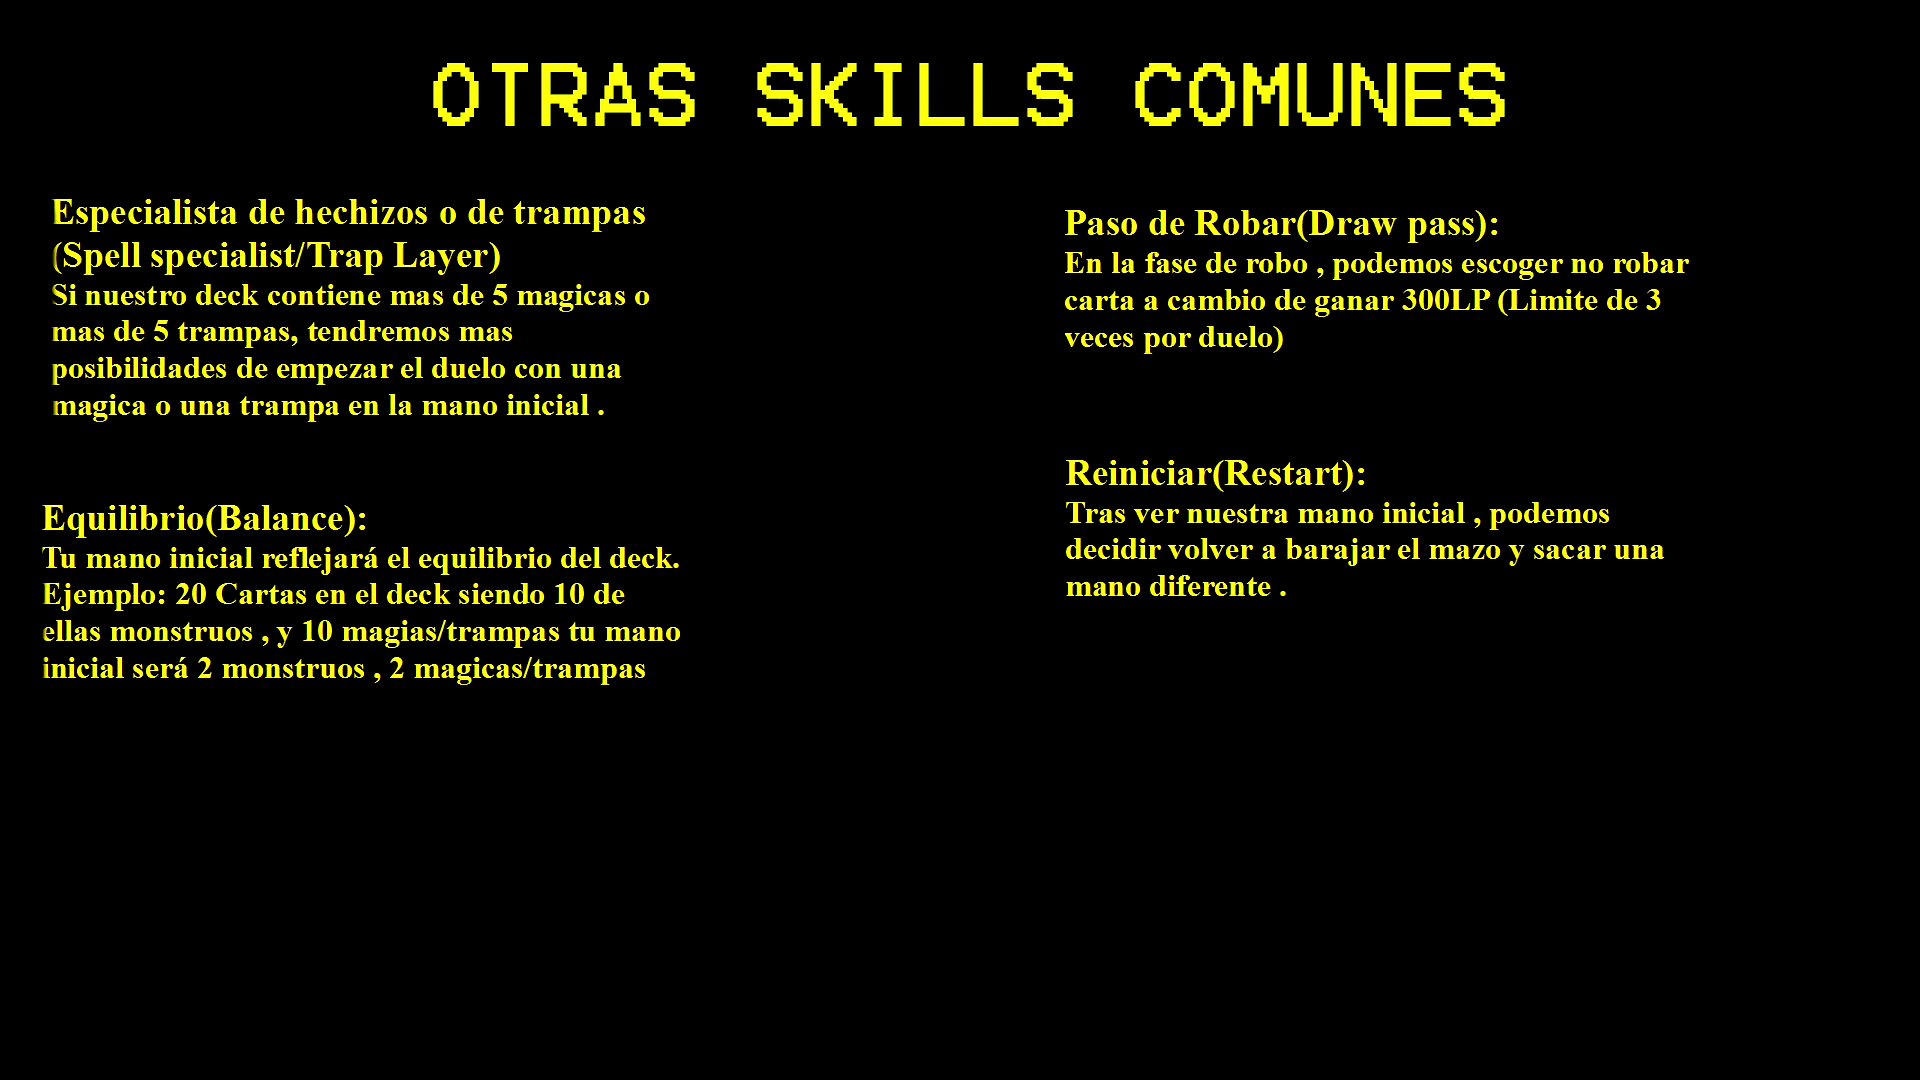 OTRAS SKILLS COMUNES
Especialista de hechizos o de trampas
(Spell specialist/Trap Layer)
Si nuestro deck contiene mas de 5 magicas o
mas de 5 trampas, tendremos mas
posibilidades de empezar el duelo con una
magica o una trampa en la mano inicial .
Equilibrio(Balance):
Tu mano inicial reflejará el equilibrio del deck.
Ejemplo: 20 Cartas en el deck siendo 10 de
ellas monstruos , y 10 magias/trampas tu mano
inicial será 2 monstruos , 2 magicas/trampas
Paso de Robar(Draw pass):
En la fase de robo , podemos escoger no robar
carta a cambio de ganar 300LP (Limite de 3
veces por duelo)
Reiniciar(Restart):
Tras ver nuestra mano inicial , podemos
decidir volver a barajar el mazo y sacar una
mano diferente .